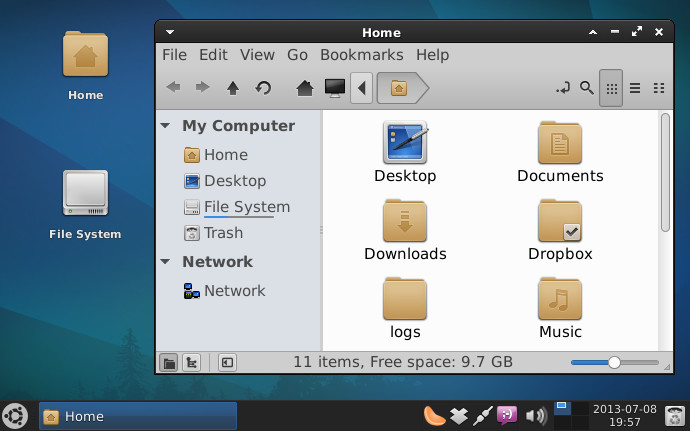 Home
File System
Home
File Edit View Go Bookmarks Help
My Computer
Home
Desktop
File System
Trash
Network
Network
Desktop Documents
Downloads Dropbox
logs Music
11 items, Free space: 9.7 GB
Home
2013-07-08
19:57